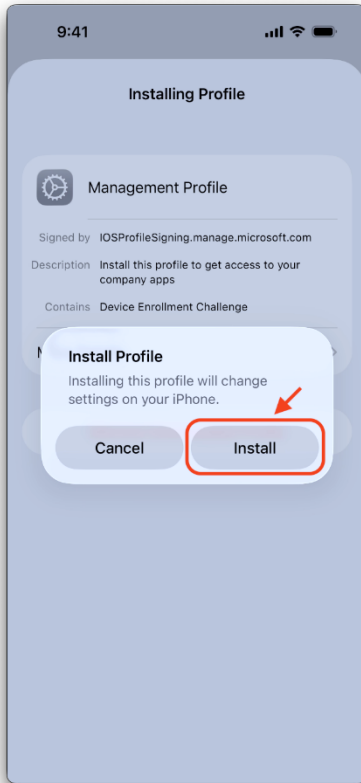 9:41
Installing Profile
Management Profile
Signed by IOSProfileSigning.manage.microsoft.com
Description Install this profile to get access to your
company apps
Contains Device Enrollment Challenge
Install Profile
Installing this profile will change
settings on your iPhone.
Cancel Install